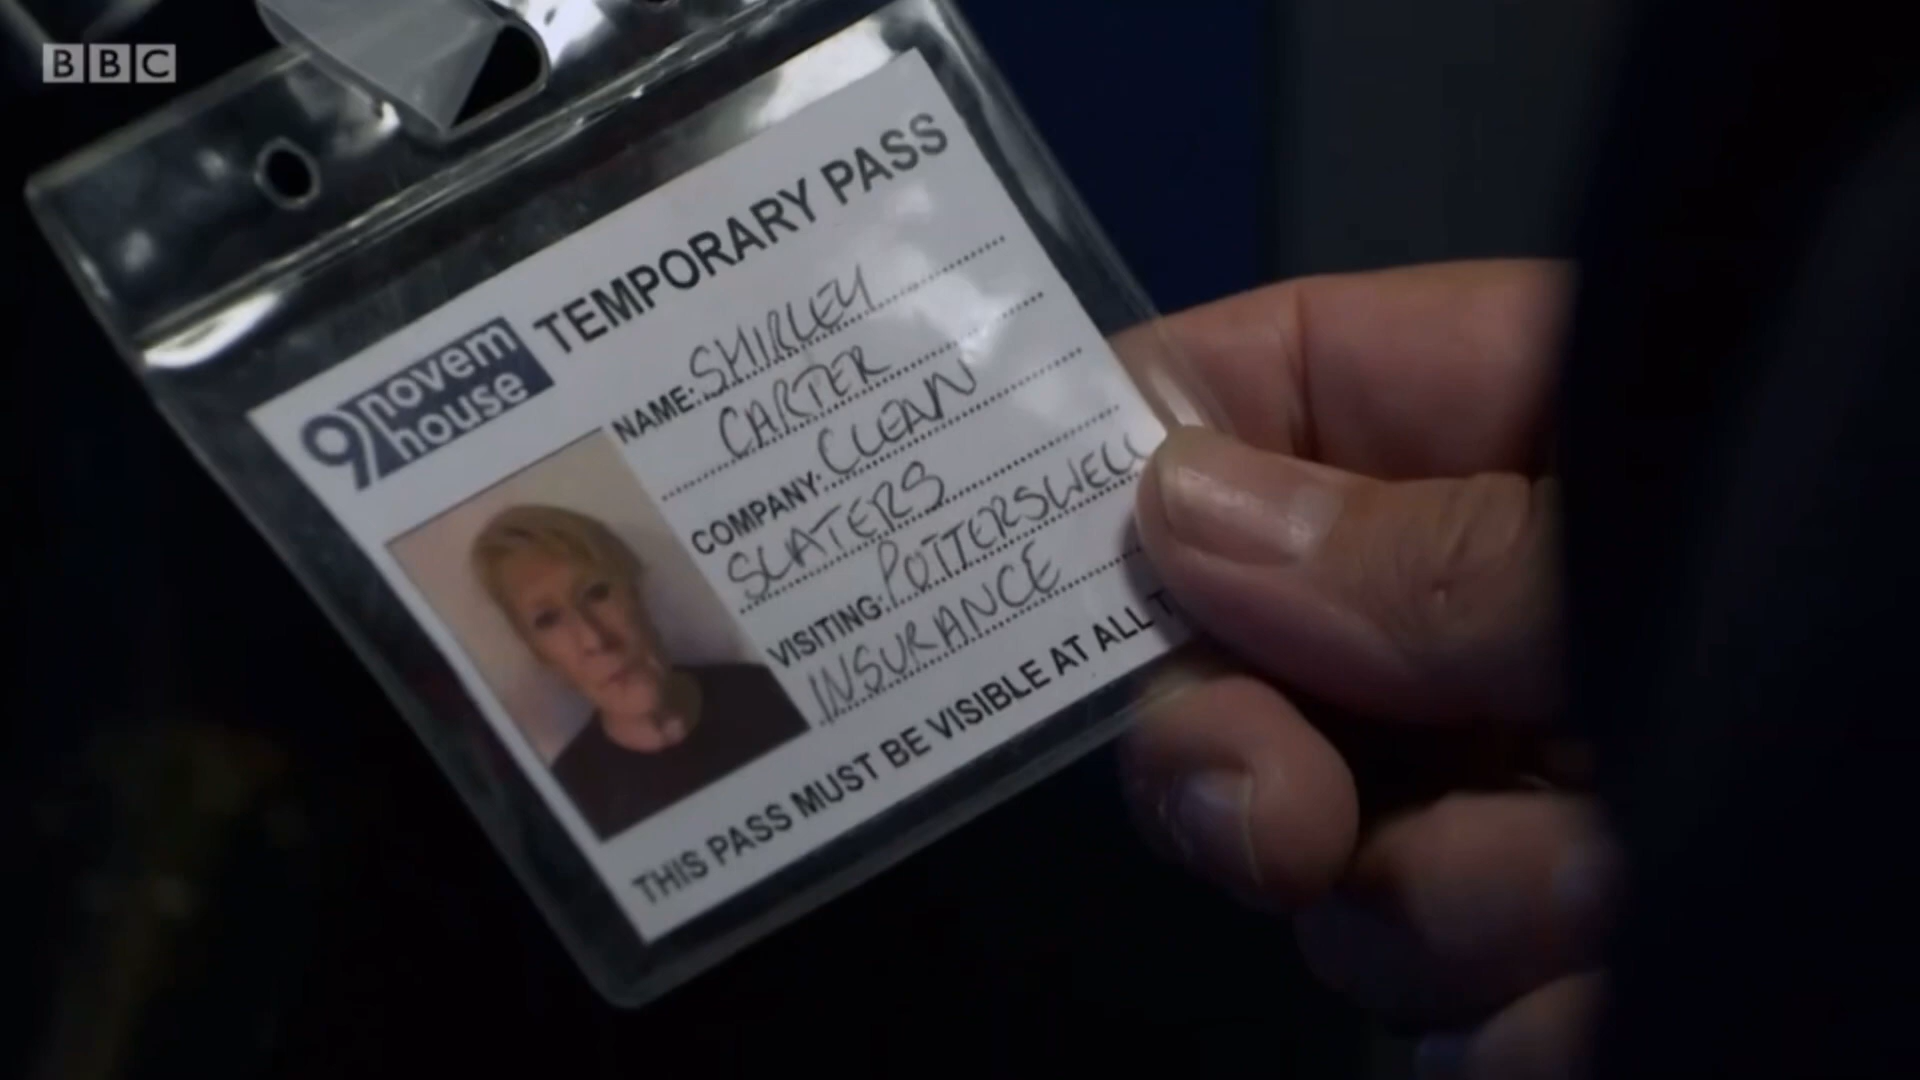 BBC
TEMPORARY PASS
9 novem
house
NAME: SHIRLEY
CARTER
COMPANY: CLEAN
SLATERS
VISITING: POTTERSWELL
INSURANCE
THIS PASS MUST BE VISIBLE AT ALL T